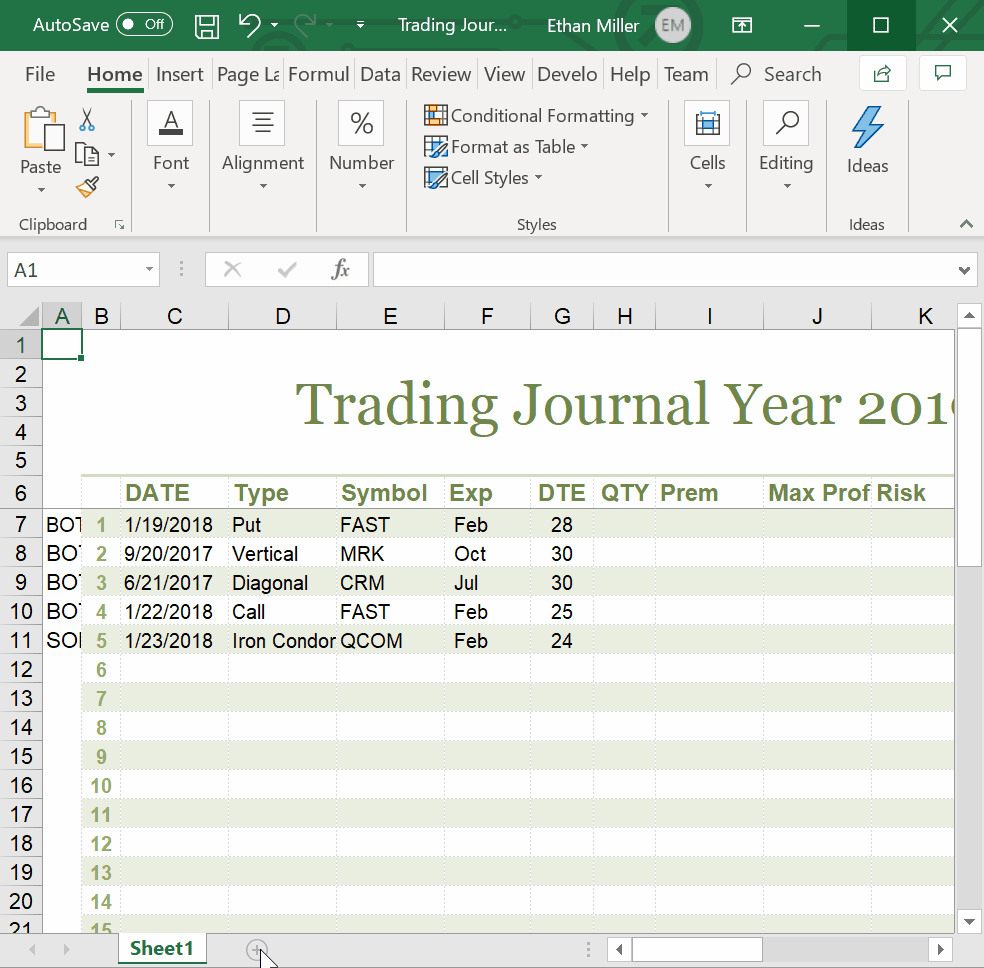 AutoSave Off Trading Jour... Ethan Miller EM
File Home Insert Page La Formul Data Review View Develo Help Team Search
Paste Font Alignment Number Conditional Formatting Format as Table Cell Styles Cells Editing Ideas
Clipboard Styles Ideas
A1 fx
A B C D E F G H I J K
1
2
3 Trading Journal Year 201
4
5
6 DATE Type Symbol Exp DTE QTY Prem Max Prof Risk
7 BOT 1 1/19/2018 Put FAST Feb 28
8 BOT 2 9/20/2017 Vertical MRK Oct 30
9 BOT 3 6/21/2017 Diagonal CRM Jul 30
10 BOT 4 1/22/2018 Call FAST Feb 25
11 SOL 5 1/23/2018 Iron Condor QCOM Feb 24
12 6
13 7
14 8
15 9
16 10
17 11
18 12
19 13
20 14
21 15
Sheet1